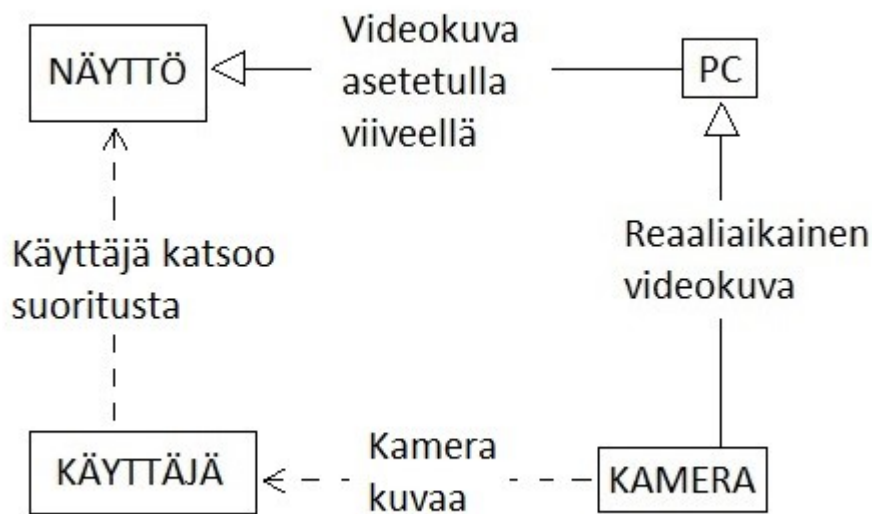 NÄYTTÖ
Videokuva
asetetulla
viiveellä
PC
Käyttäjä katsoo
suoritusta
Reaaliaikainen
videokuva
KÄYTTÄJÄ
Kamera
kuvaa
KAMERA